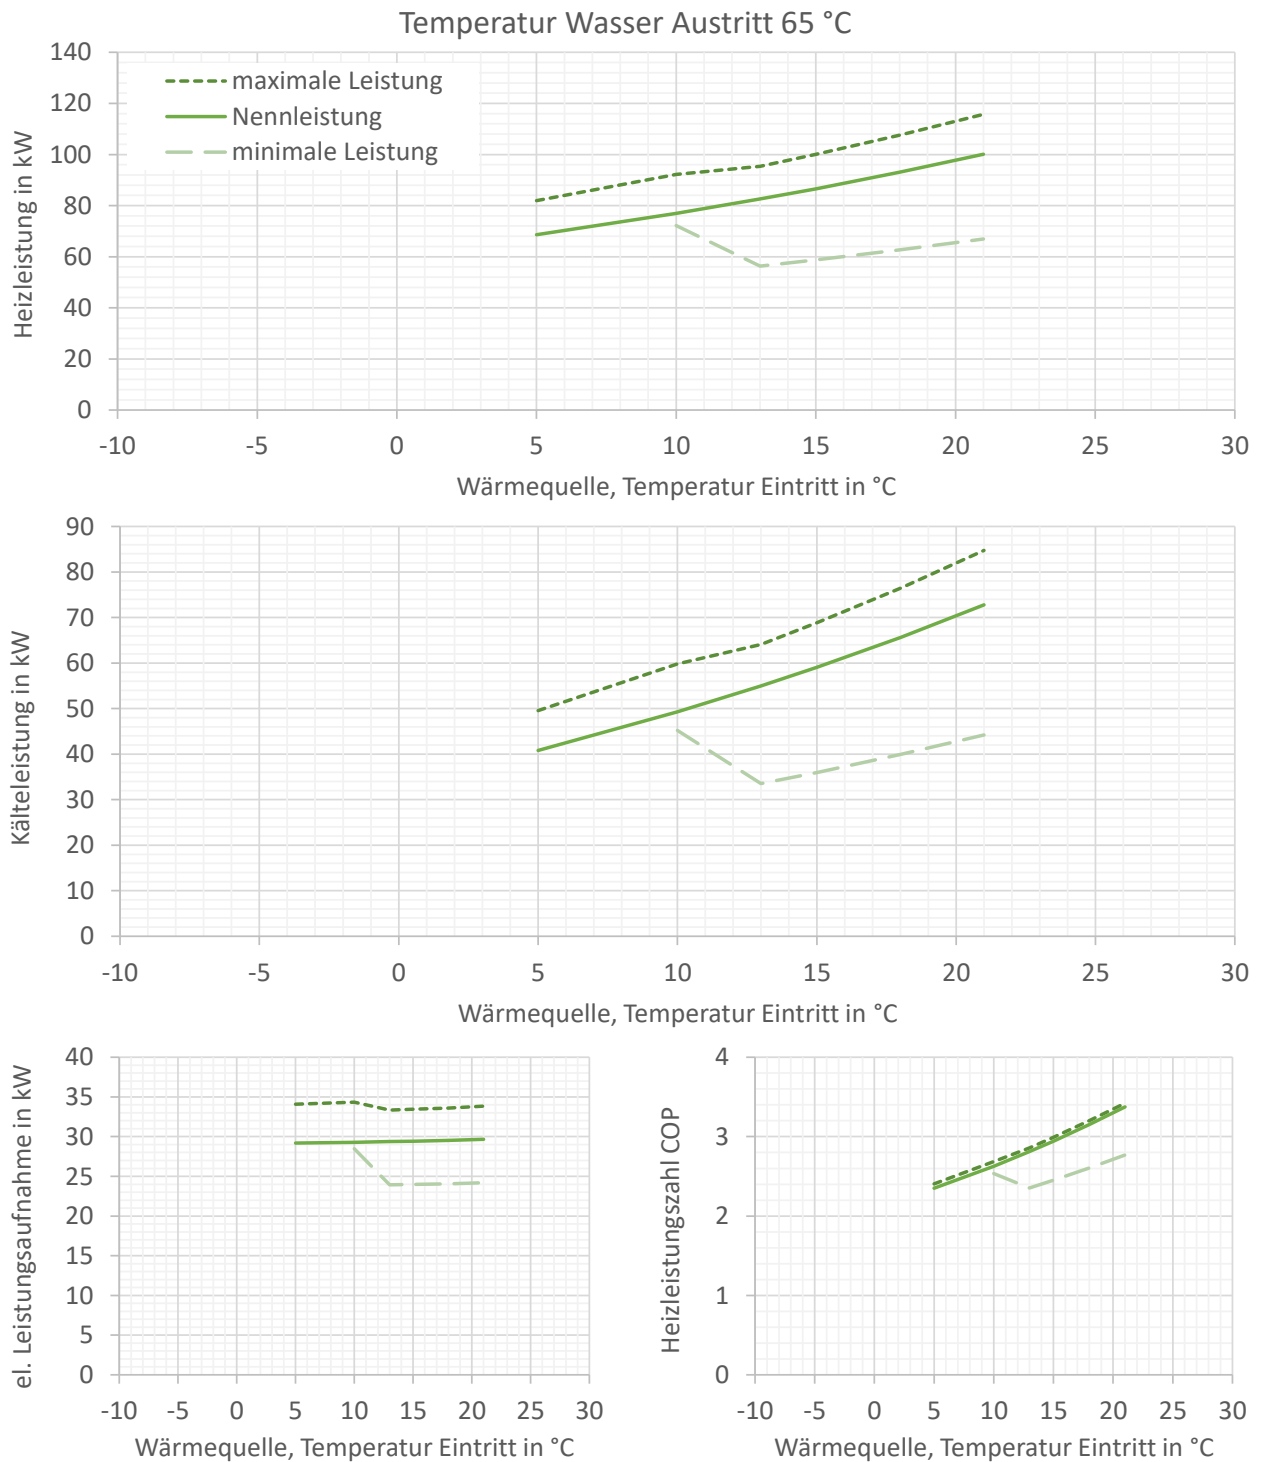 Temperatur Wasser Austritt 65 °C
140
120
100
80
60
40
20
0
Heizleistung in kW
maximale Leistung
Nennleistung
minimale Leistung
-10 -5 0 5 10 15 20 25 30
Wärmequelle, Temperatur Eintritt in °C
90
80
70
60
50
40
30
20
10
0
Kälteleistung in kW
-10 -5 0 5 10 15 20 25 30
Wärmequelle, Temperatur Eintritt in °C
40
35
30
25
20
15
10
5
0
el. Leistungsaufnahme in kW
-10 -5 0 5 10 15 20 25 30
Wärmequelle, Temperatur Eintritt in °C
4
3
2
1
0
Heizleistungszahl COP
-10 -5 0 5 10 15 20 25 30
Wärmequelle, Temperatur Eintritt in °C